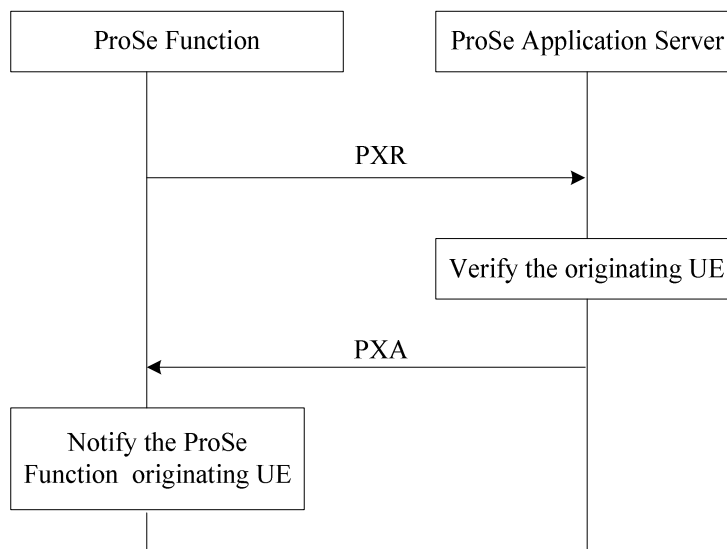 ProSe Function
ProSe Application Server
PXR
Verify the originating UE
PXA
Notify the ProSe
Function originating UE